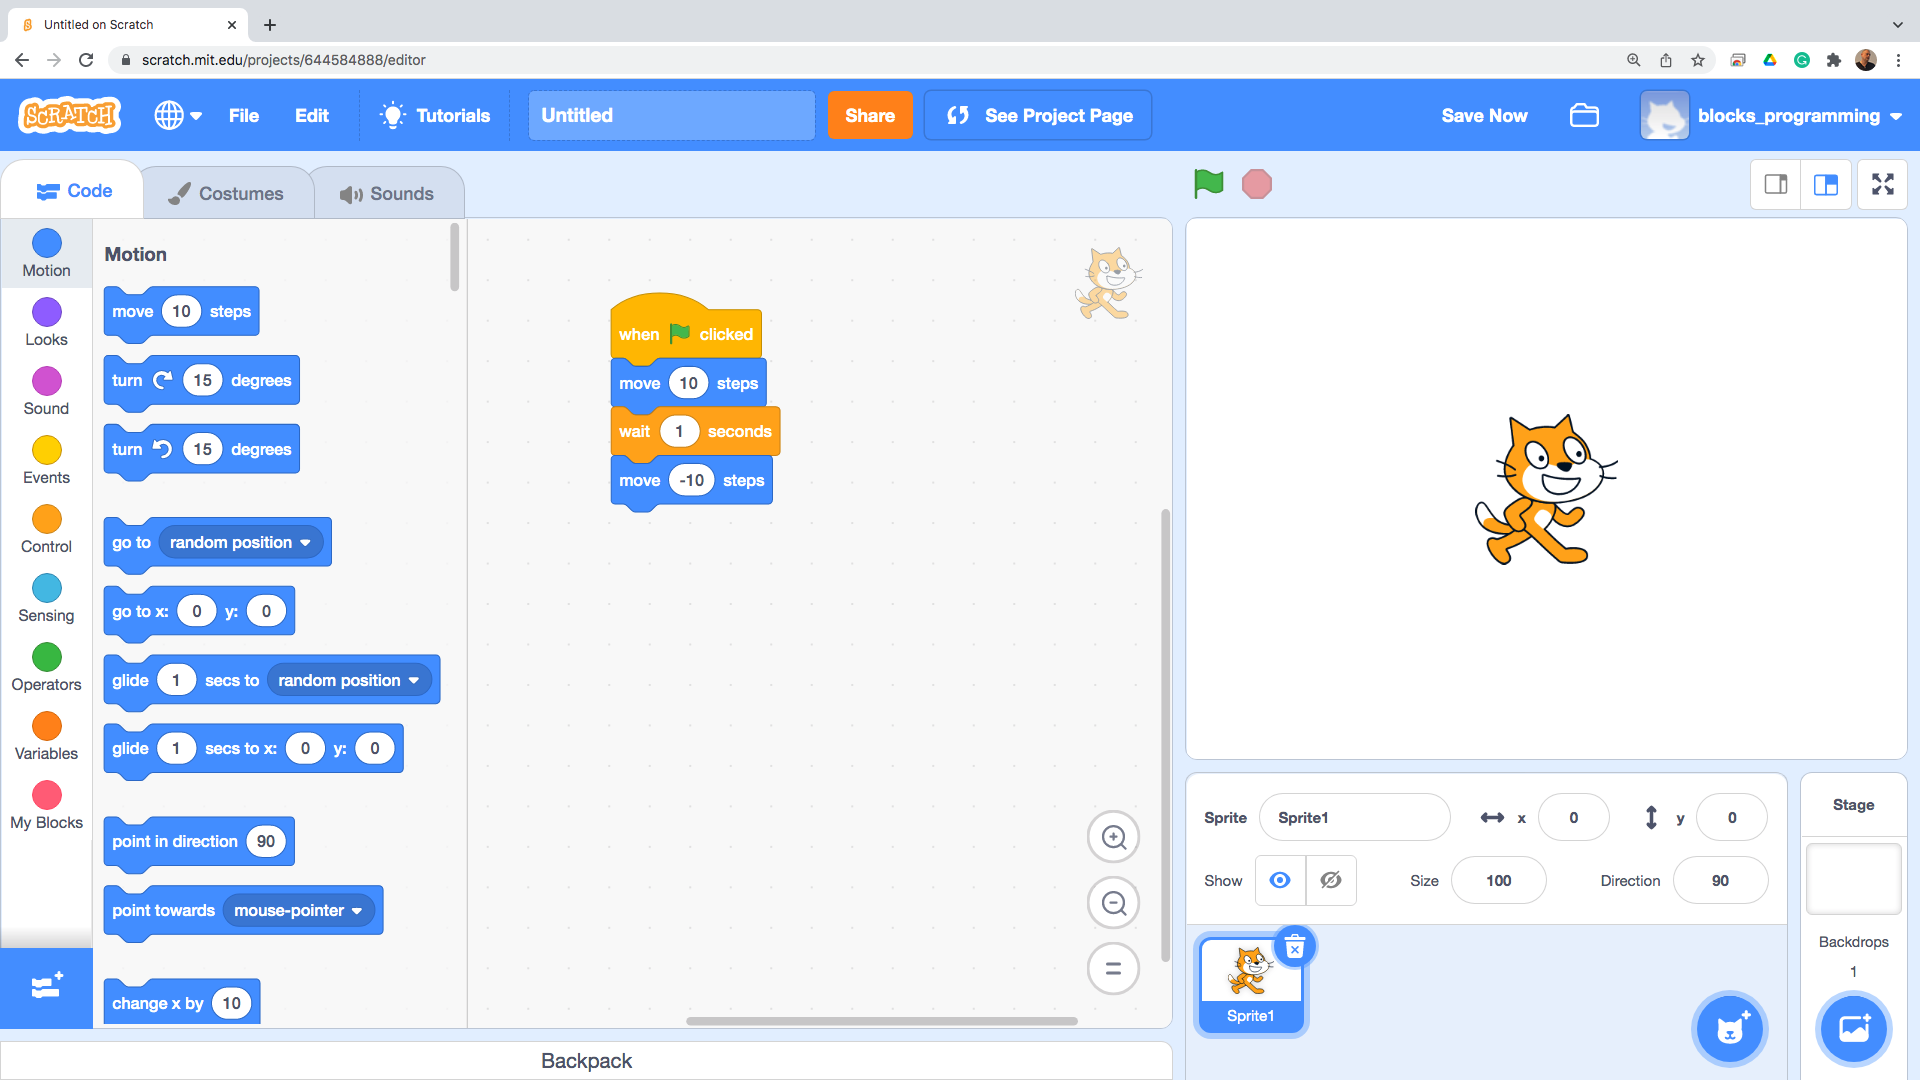 Untitled on Scratch
scratch.mit.edu/projects/644584888/editor
SCRATCH
File
Edit
Tutorials
Untitled
Share
See Project Page
Save Now
blocks_programming
Code
Costumes
Sounds
Motion
Looks
Sound
Events
Control
Sensing
Operators
Variables
My Blocks
Motion
move 10 steps
turn 15 degrees
turn 15 degrees
go to random position
go to x: 0 y: 0
glide 1 secs to random position
glide 1 secs to x: 0 y: 0
point in direction 90
point towards mouse-pointer
change x by 10
when clicked
move 10 steps
wait 1 seconds
move -10 steps
Backpack
Sprite Sprite1 x 0 y 0
Show Size 100 Direction 90
Sprite1
Stage
Backdrops
1